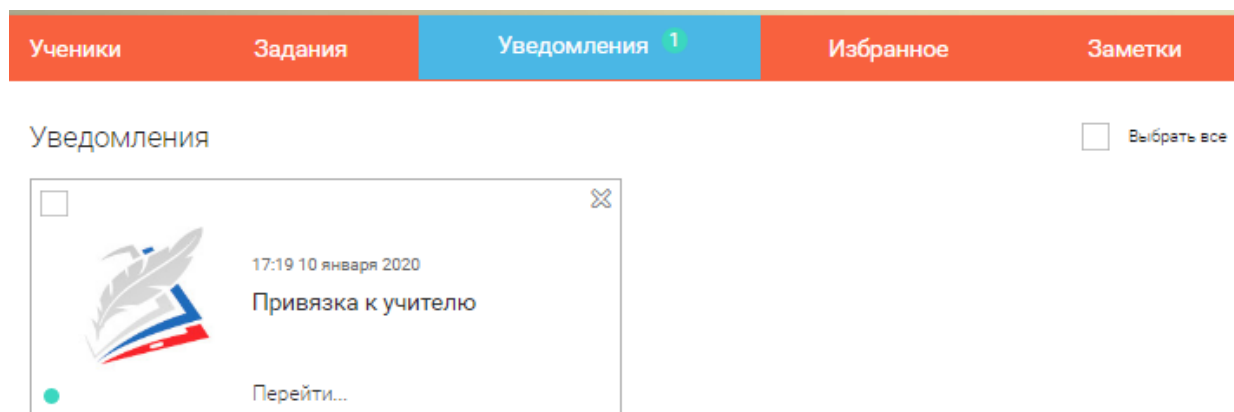 Ученики Задания Уведомления 1 Избранное Заметки
Уведомления Выбрать все
17:19 10 января 2020
Привязка к учителю
Перейти...